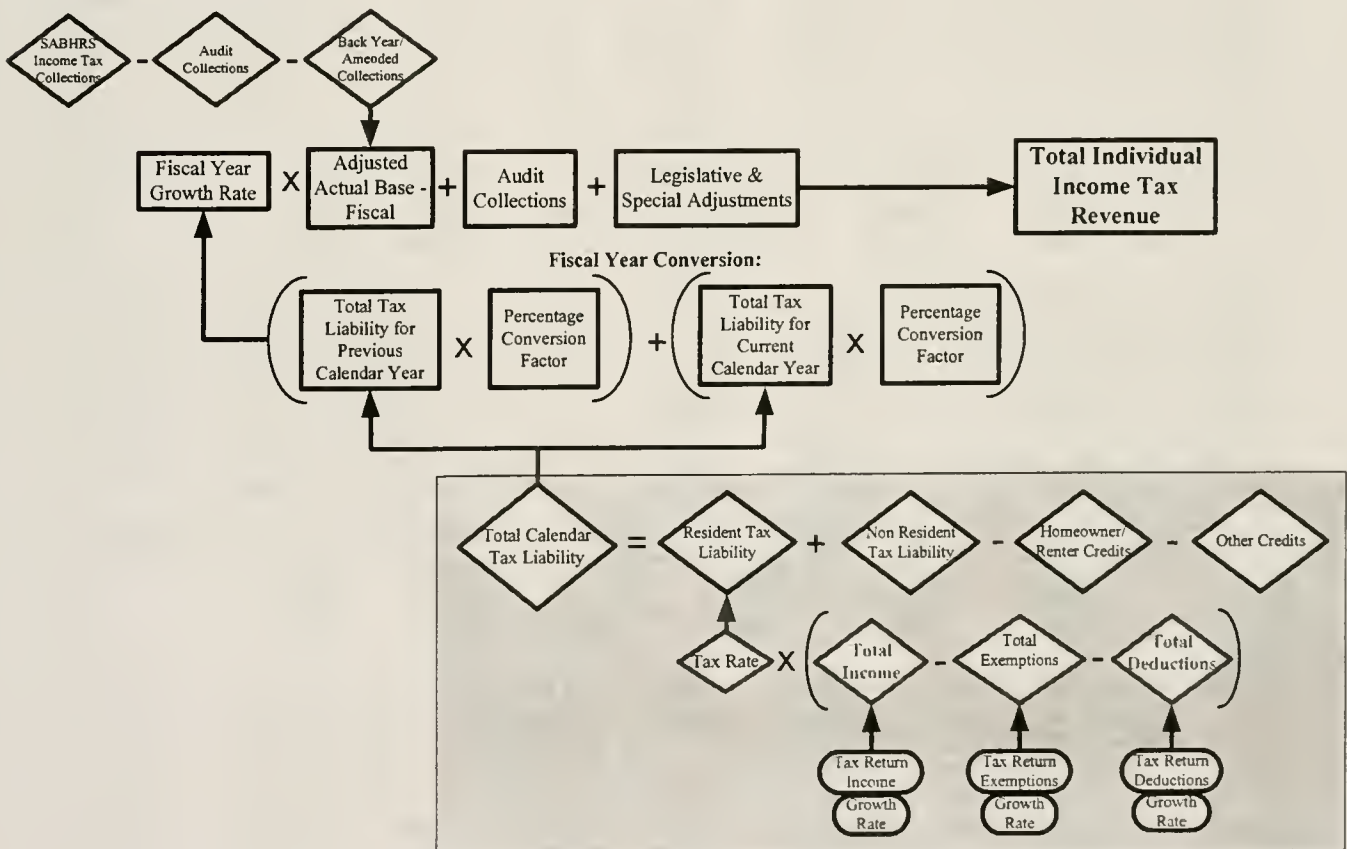 SABHRS
Income Tax
Collections
-
Audit
Collections
-
Back Year/
Amended
Collections
Fiscal Year
Growth Rate
X
Adjusted
Actual Base -
Fiscal
+
Audit
Collections
+
Legislative &
Special Adjustments
Total Individual
Income Tax
Revenue
Fiscal Year Conversion:
(
Total Tax
Liability for
Previous
Calendar Year
X
Percentage
Conversion
Factor
)
+
(
Total Tax
Liability for
Current
Calendar Year
X
Percentage
Conversion
Factor
)
Total Calendar
Tax Liability
=
Resident Tax
Liability
+
Non Resident
Tax Liability
-
Homeowner/
Renter Credits
-
Other Credits
Tax Rate
X
(
Total
Income
-
Total
Exemptions
-
Total
Deductions
)
Tax Return
Income
Growth
Rate
Tax Return
Exemptions
Growth
Rate
Tax Return
Deductions
Growth
Rate